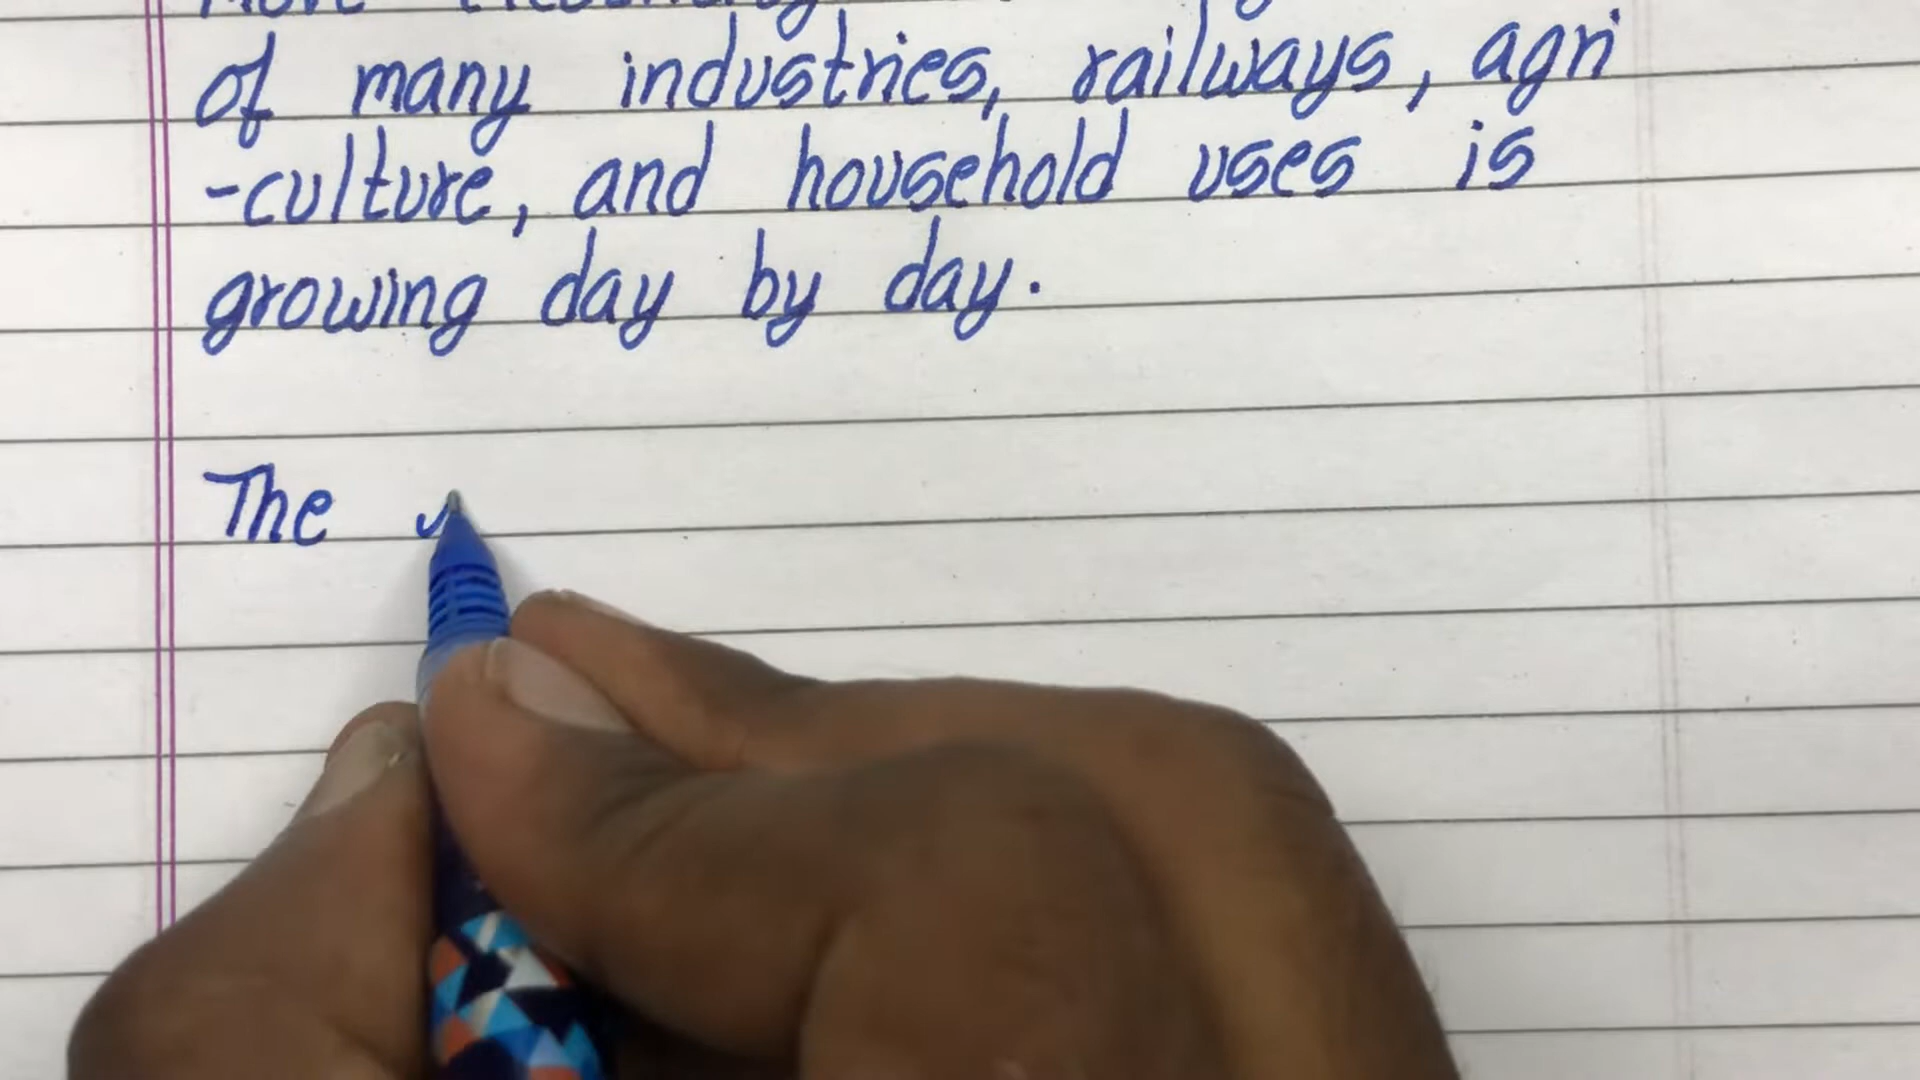 of many industries, railways, agri
-culture, and household uses is
growing day by day.
The